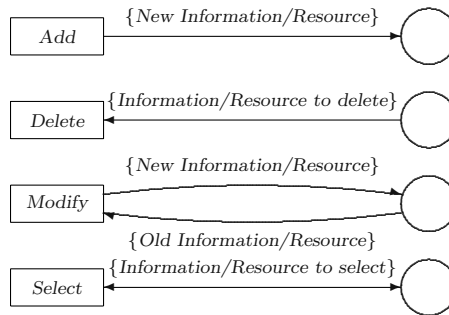 {New Information/Resource}
Add
{Information/Resource to delete}
Delete
{New Information/Resource}
Modify
{Old Information/Resource}
{Information/Resource to select}
Select